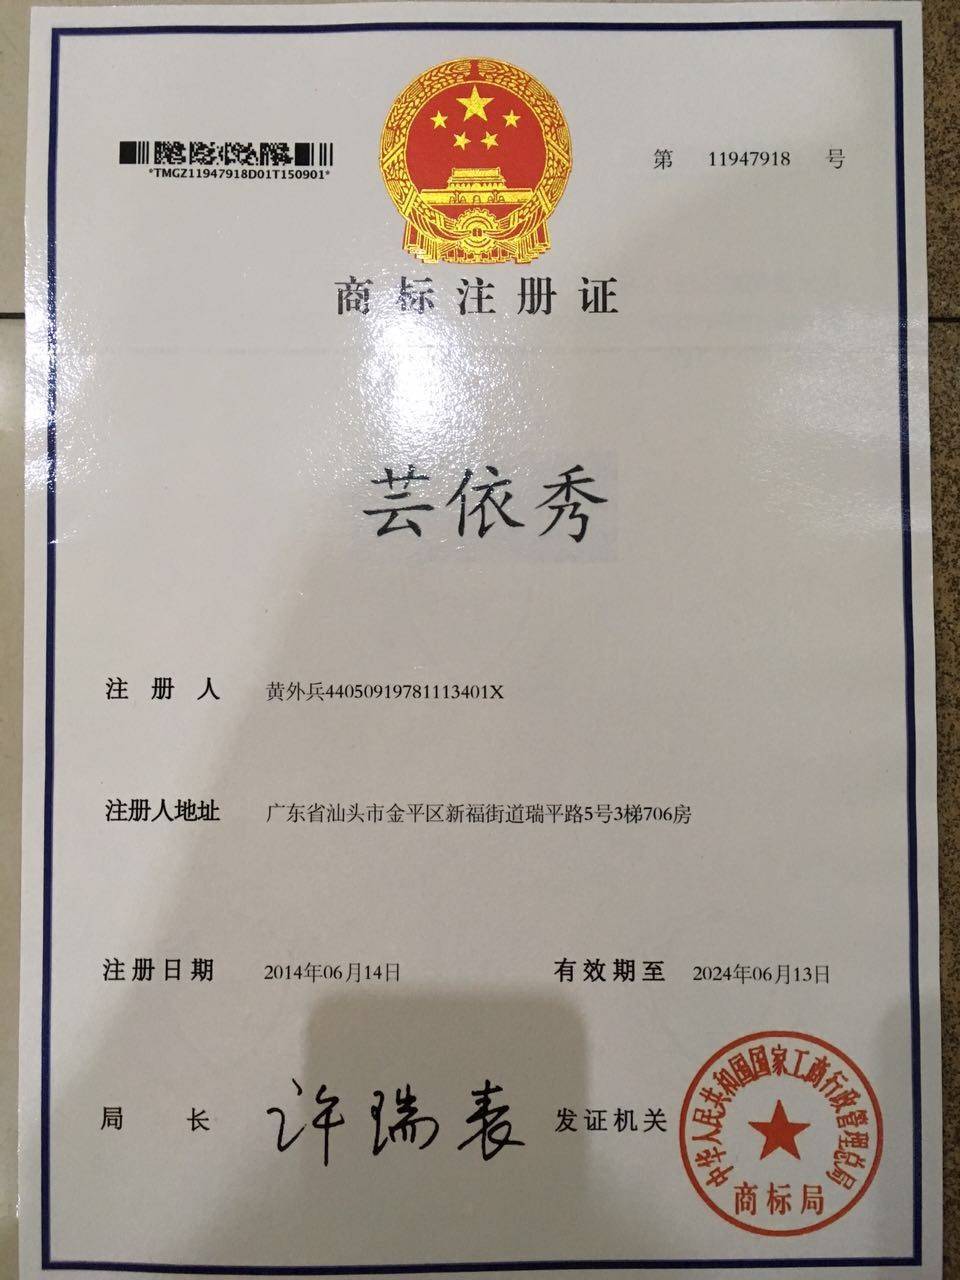 *TMGZ11947918D01T150901*
第 11947918 号
商标注册证
芸依秀
注册人 黄外兵44050919781113401X
注册人地址 广东省汕头市金平区新福街道瑞平路5号3梯706房
注册日期 2014年06月14日 有效期至 2024年06月13日
局长 许瑞表 发证机关
中华人民共和国国家工商行政管理总局
商标局